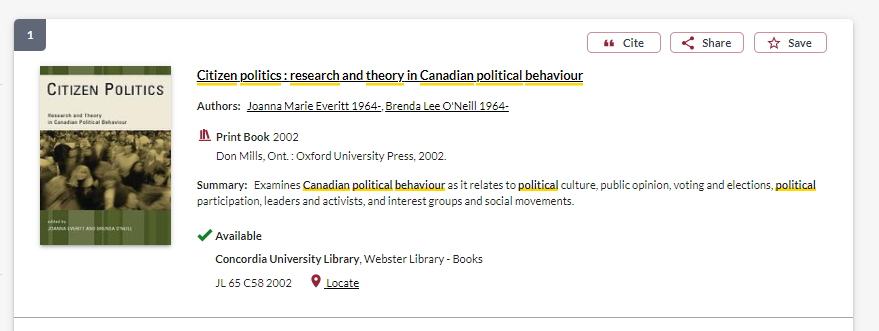 1
Cite
Share
Save
CITIZEN POLITICS
Research and Theory
in Canadian Political Behaviour
edited by
JOANNA EVERITT AND BRENDA O'NEILL
Citizen politics : research and theory in Canadian political behaviour
Authors: Joanna Marie Everitt 1964-, Brenda Lee O'Neill 1964-
Print Book 2002
Don Mills, Ont. : Oxford University Press, 2002.
Summary: Examines Canadian political behaviour as it relates to political culture, public opinion, voting and elections, political
participation, leaders and activists, and interest groups and social movements.
Available
Concordia University Library, Webster Library - Books
JL 65 C58 2002 Locate